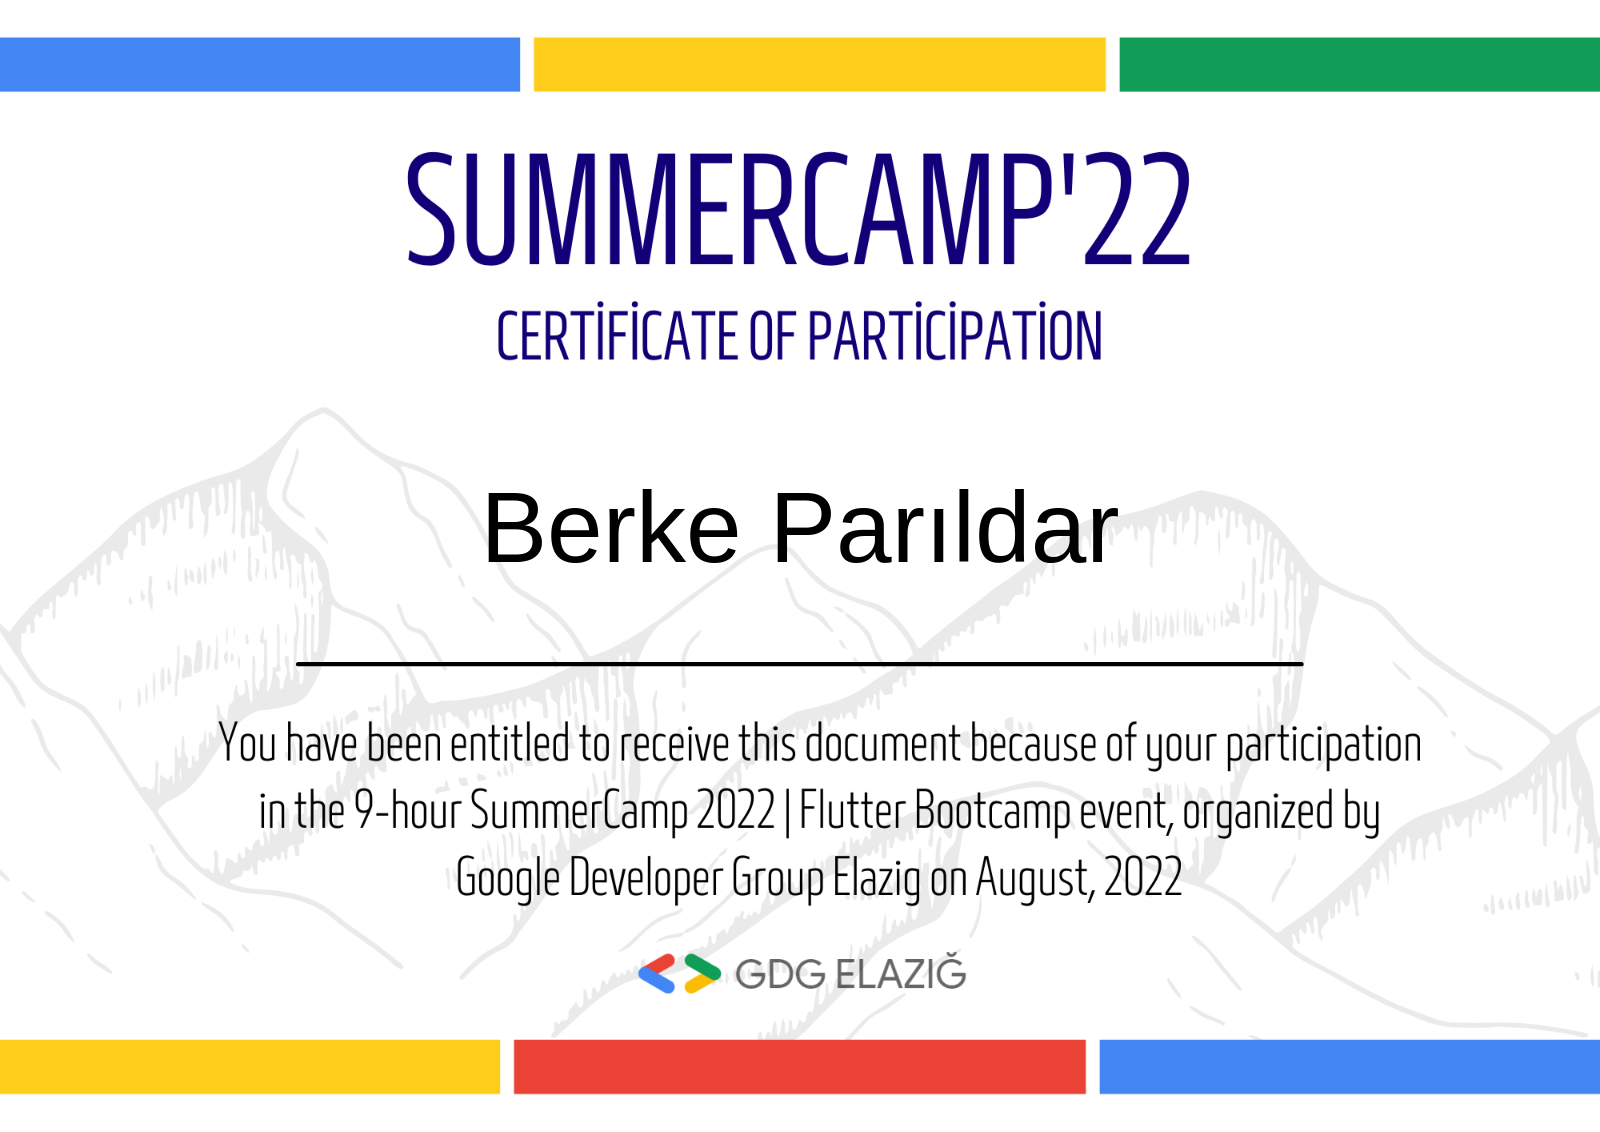 SUMMERCAMP'22
CERTİFİCATE OF PARTİCİPATİON
Berke Parıldar
You have been entitled to receive this document because of your participation
in the 9-hour SummerCamp 2022 | Flutter Bootcamp event, organized by
Google Developer Group Elazig on August, 2022
GDG ELAZIĞ